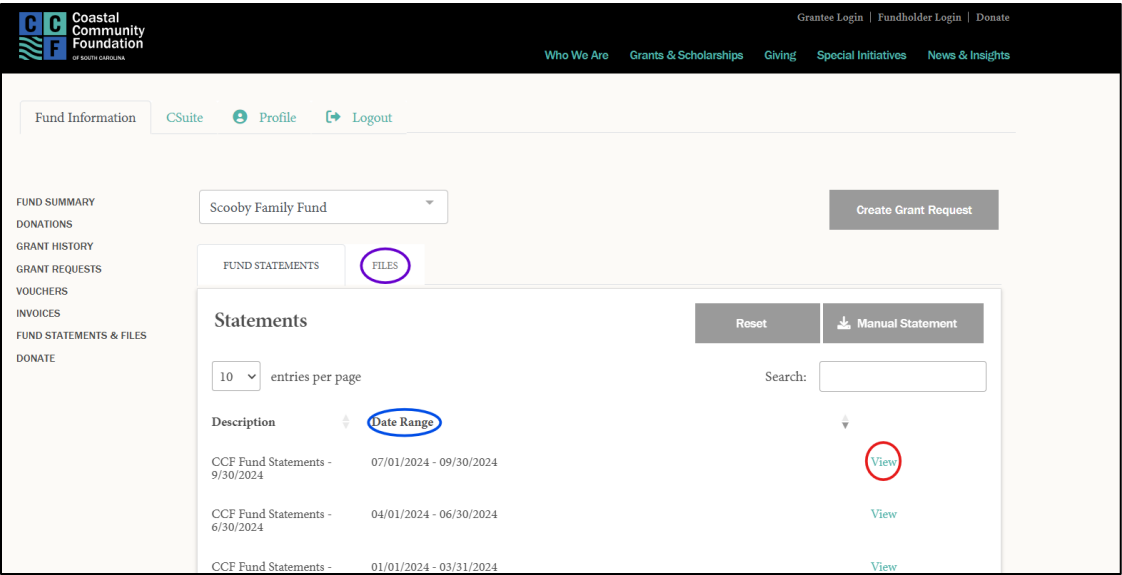 CCF
Coastal
Community
Foundation
OF SOUTH CAROLINA
Grantee Login | Fundholder Login | Donate
Who We Are Grants & Scholarships Giving Special Initiatives News & Insights
Fund Information CSuite Profile Logout
FUND SUMMARY
DONATIONS
GRANT HISTORY
GRANT REQUESTS
VOUCHERS
INVOICES
FUND STATEMENTS & FILES
DONATE
Scooby Family Fund
Create Grant Request
FUND STATEMENTS FILES
Statements
Reset Manual Statement
10 entries per page
Search:
Description Date Range
CCF Fund Statements - 07/01/2024 - 09/30/2024 View
9/30/2024
CCF Fund Statements - 04/01/2024 - 06/30/2024 View
6/30/2024
CCF Fund Statements - 01/01/2024 - 03/31/2024 View